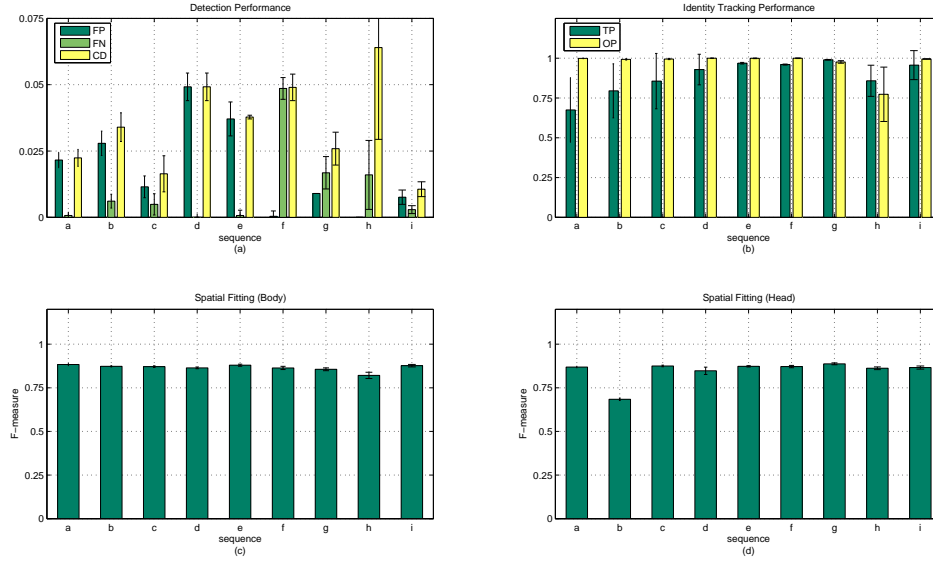 Detection Performance
0.075
0.05
0.025
0
FP
FN
CD
a b c d e f g h i
sequence
(a)
Identity Tracking Performance
1
0.75
0.5
0.25
0
TP
OP
a b c d e f g h i
sequence
(b)
Spatial Fitting (Body)
F−measure
1
0.75
0.5
0.25
0
a b c d e f g h i
sequence
(c)
Spatial Fitting (Head)
F−measure
1
0.75
0.5
0.25
0
a b c d e f g h i
sequence
(d)